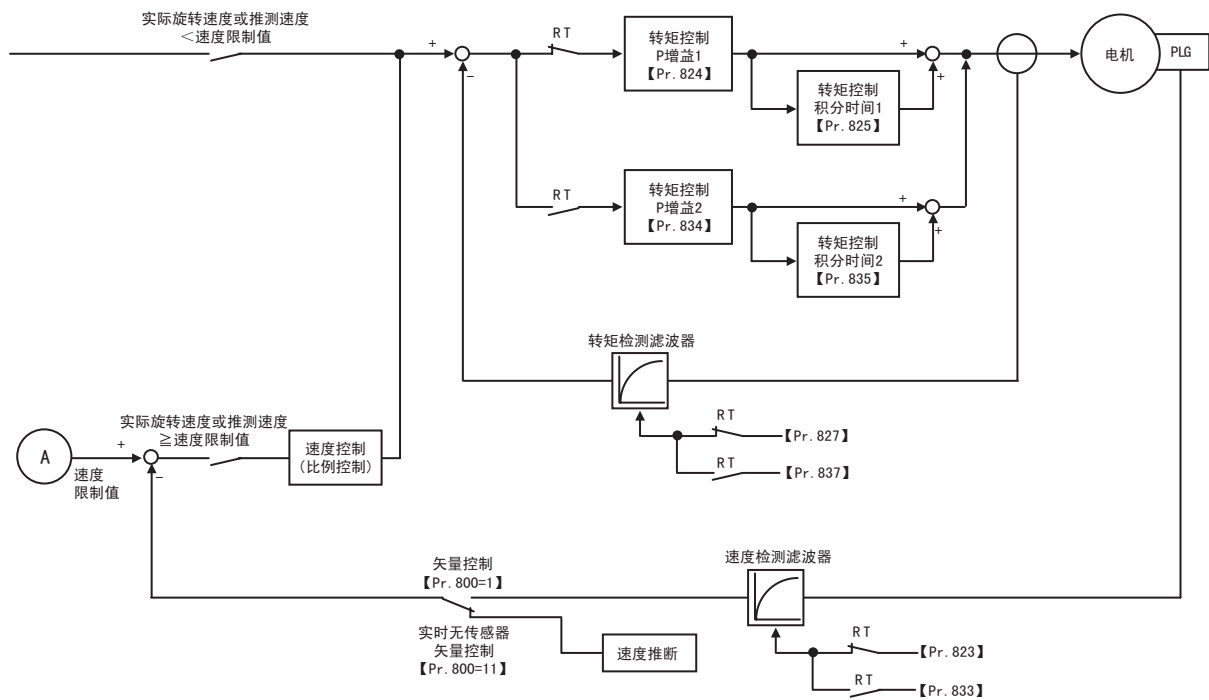 实际旋转速度或推测速度
＜速度限制值
+
−
RT
转矩控制
P增益1
【Pr.824】
转矩控制
积分时间1
【Pr.825】
+
+
电机
PLG
RT
转矩控制
P增益2
【Pr.834】
转矩控制
积分时间2
【Pr.835】
+
+
转矩检测滤波器
RT
【Pr.827】
RT
【Pr.837】
A
速度
限制值
+
−
实际旋转速度或推测速度
≧速度限制值
速度控制
(比例控制)
矢量控制
【Pr.800=1】
实时无传感器
矢量控制
【Pr.800=11】
速度推断
速度检测滤波器
RT
【Pr.823】
RT
【Pr.833】